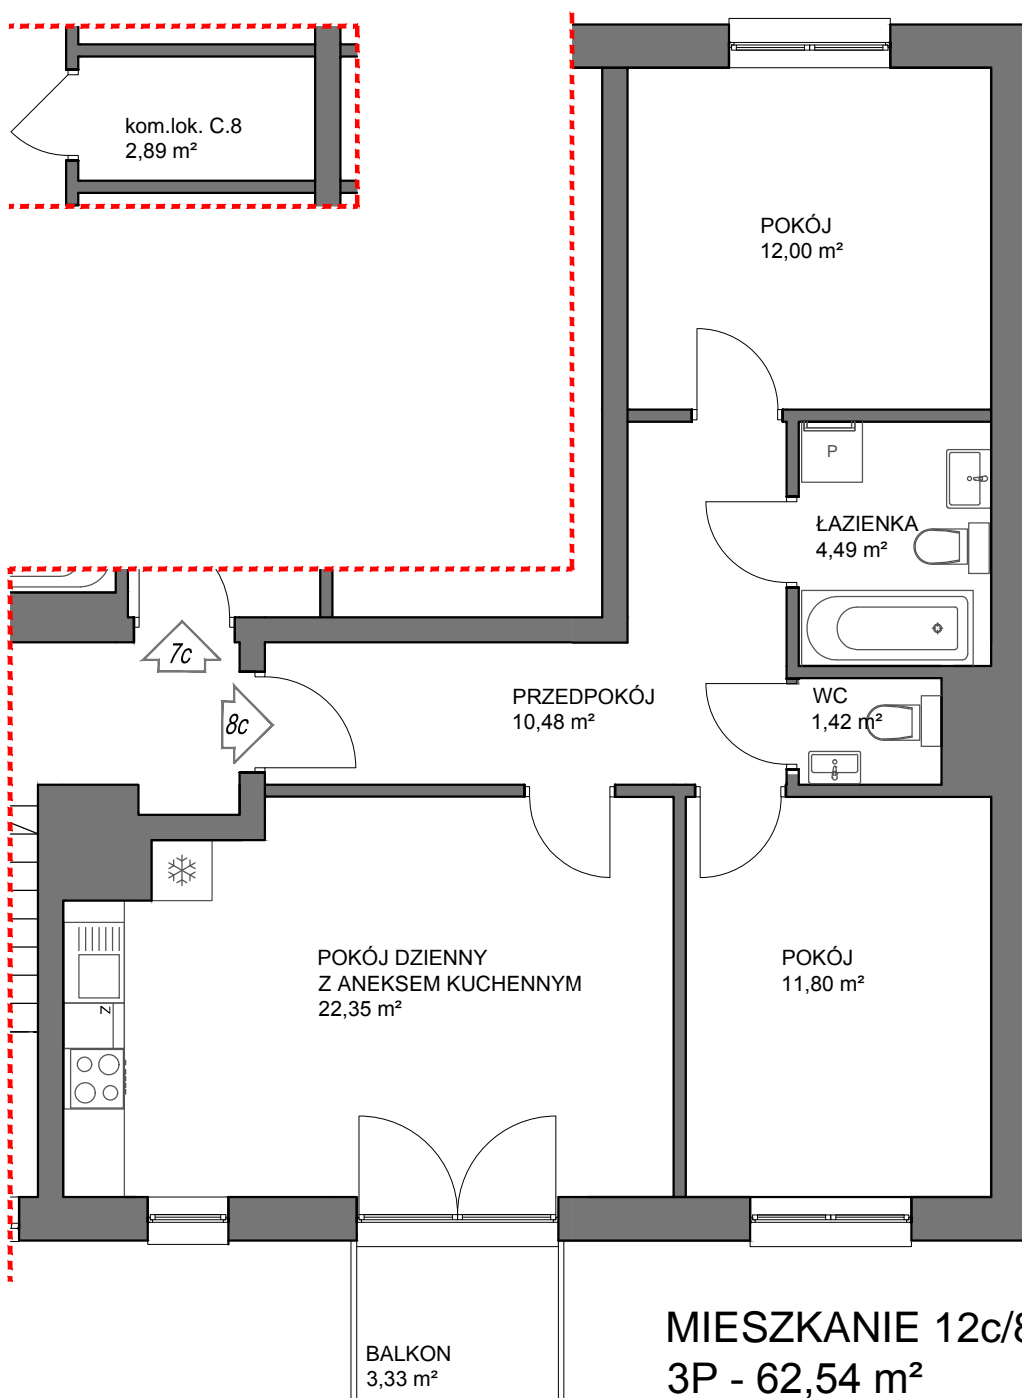 kom.lok. C.8
2,89 m²
POKÓJ
12,00 m²
P
ŁAZIENKA
4,49 m²
7c
8c
PRZEDPOKÓJ
10,48 m²
WC
1,42 m²
POKÓJ DZIENNY
Z ANEKSEM KUCHENNYM
22,35 m²
POKÓJ
11,80 m²
Z
BALKON
3,33 m²
MIESZKANIE 12c/8
3P - 62,54 m²